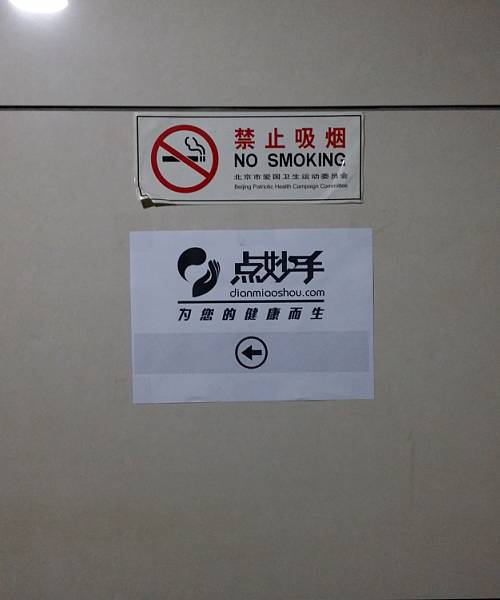 禁止吸烟
NO SMOKING
北京市爱国卫生运动委员会
Beijing Patriotic Health Campaign Committee
点妙手
dianmiaoshou.com
为您的健康而生